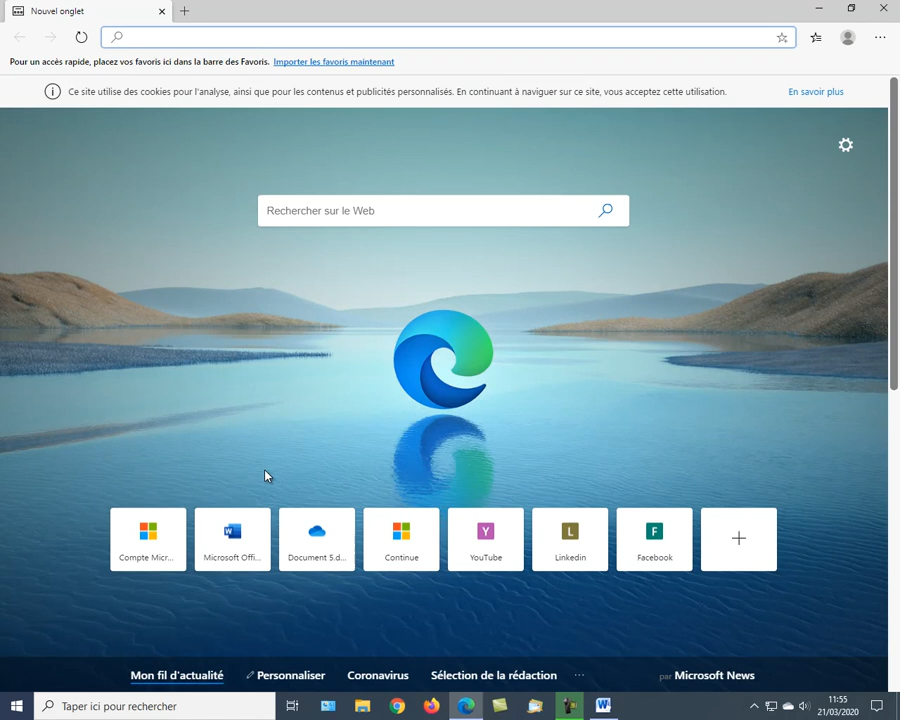 Nouvel onglet
Pour un accès rapide, placez vos favoris ici dans la barre des Favoris. Importer les favoris maintenant
Ce site utilise des cookies pour l'analyse, ainsi que pour les contenus et publicités personnalisés. En continuant à naviguer sur ce site, vous acceptez cette utilisation. En savoir plus
Rechercher sur le Web
Compte Micr... Microsoft Offi... Document 5.d... Continue YouTube Linkedin Facebook
Y L F
Mon fil d'actualité Personnaliser Coronavirus Sélection de la rédaction ... par Microsoft News
Taper ici pour rechercher
11:55
21/03/2020